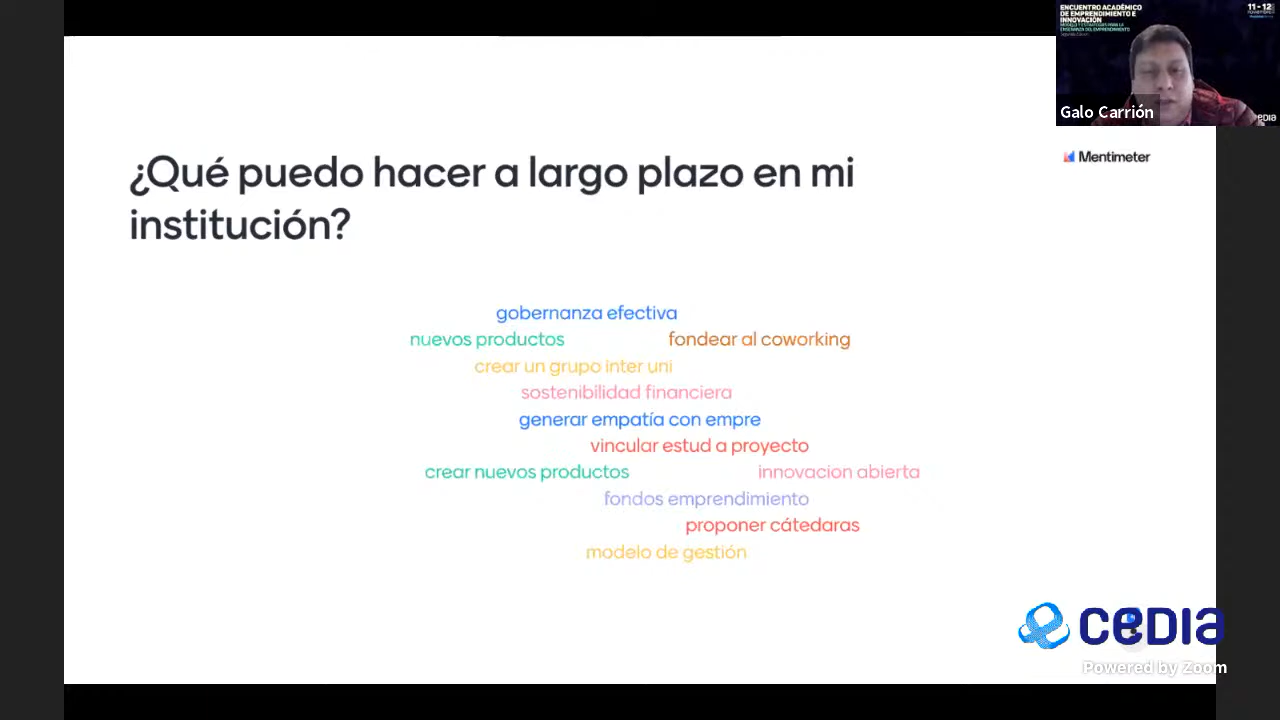 ENCUENTRO ACADÉMICO
DE EMPRENDIMIENTO E
INNOVACIÓN
11 - 12
Galo Carrión
Mentimeter
¿Qué puedo hacer a largo plazo en mi
institución?
gobernanza efectiva
nuevos productos
fondear al coworking
crear un grupo inter uni
sostenibilidad financiera
generar empatía con empre
vincular estud a proyecto
crear nuevos productos
innovacion abierta
fondos emprendimiento
proponer cátedaras
modelo de gestión
CEDIA
Powered by Zoom